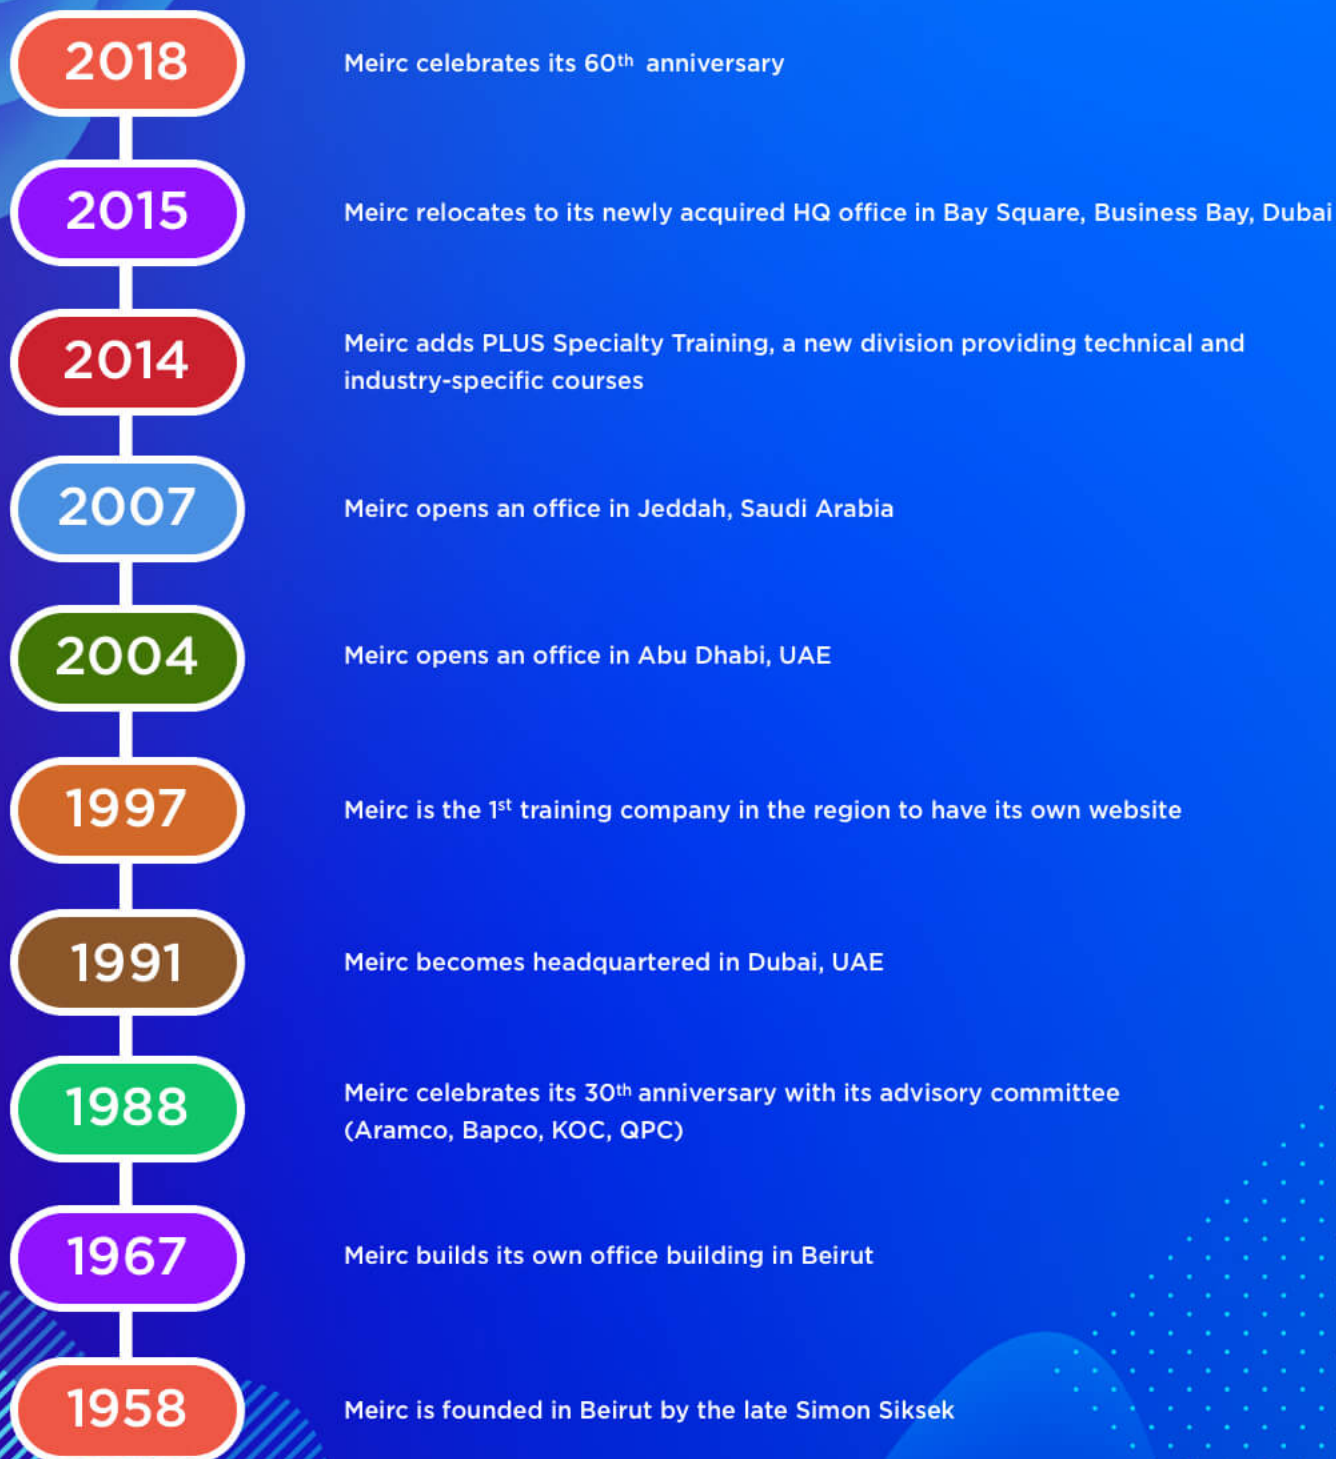 2018
Meirc celebrates its 60th anniversary
2015
Meirc relocates to its newly acquired HQ office in Bay Square, Business Bay, Dubai
2014
Meirc adds PLUS Specialty Training, a new division providing technical and
industry-specific courses
2007
Meirc opens an office in Jeddah, Saudi Arabia
2004
Meirc opens an office in Abu Dhabi, UAE
1997
Meirc is the 1st training company in the region to have its own website
1991
Meirc becomes headquartered in Dubai, UAE
1988
Meirc celebrates its 30th anniversary with its advisory committee
(Aramco, Bapco, KOC, QPC)
1967
Meirc builds its own office building in Beirut
1958
Meirc is founded in Beirut by the late Simon Siksek